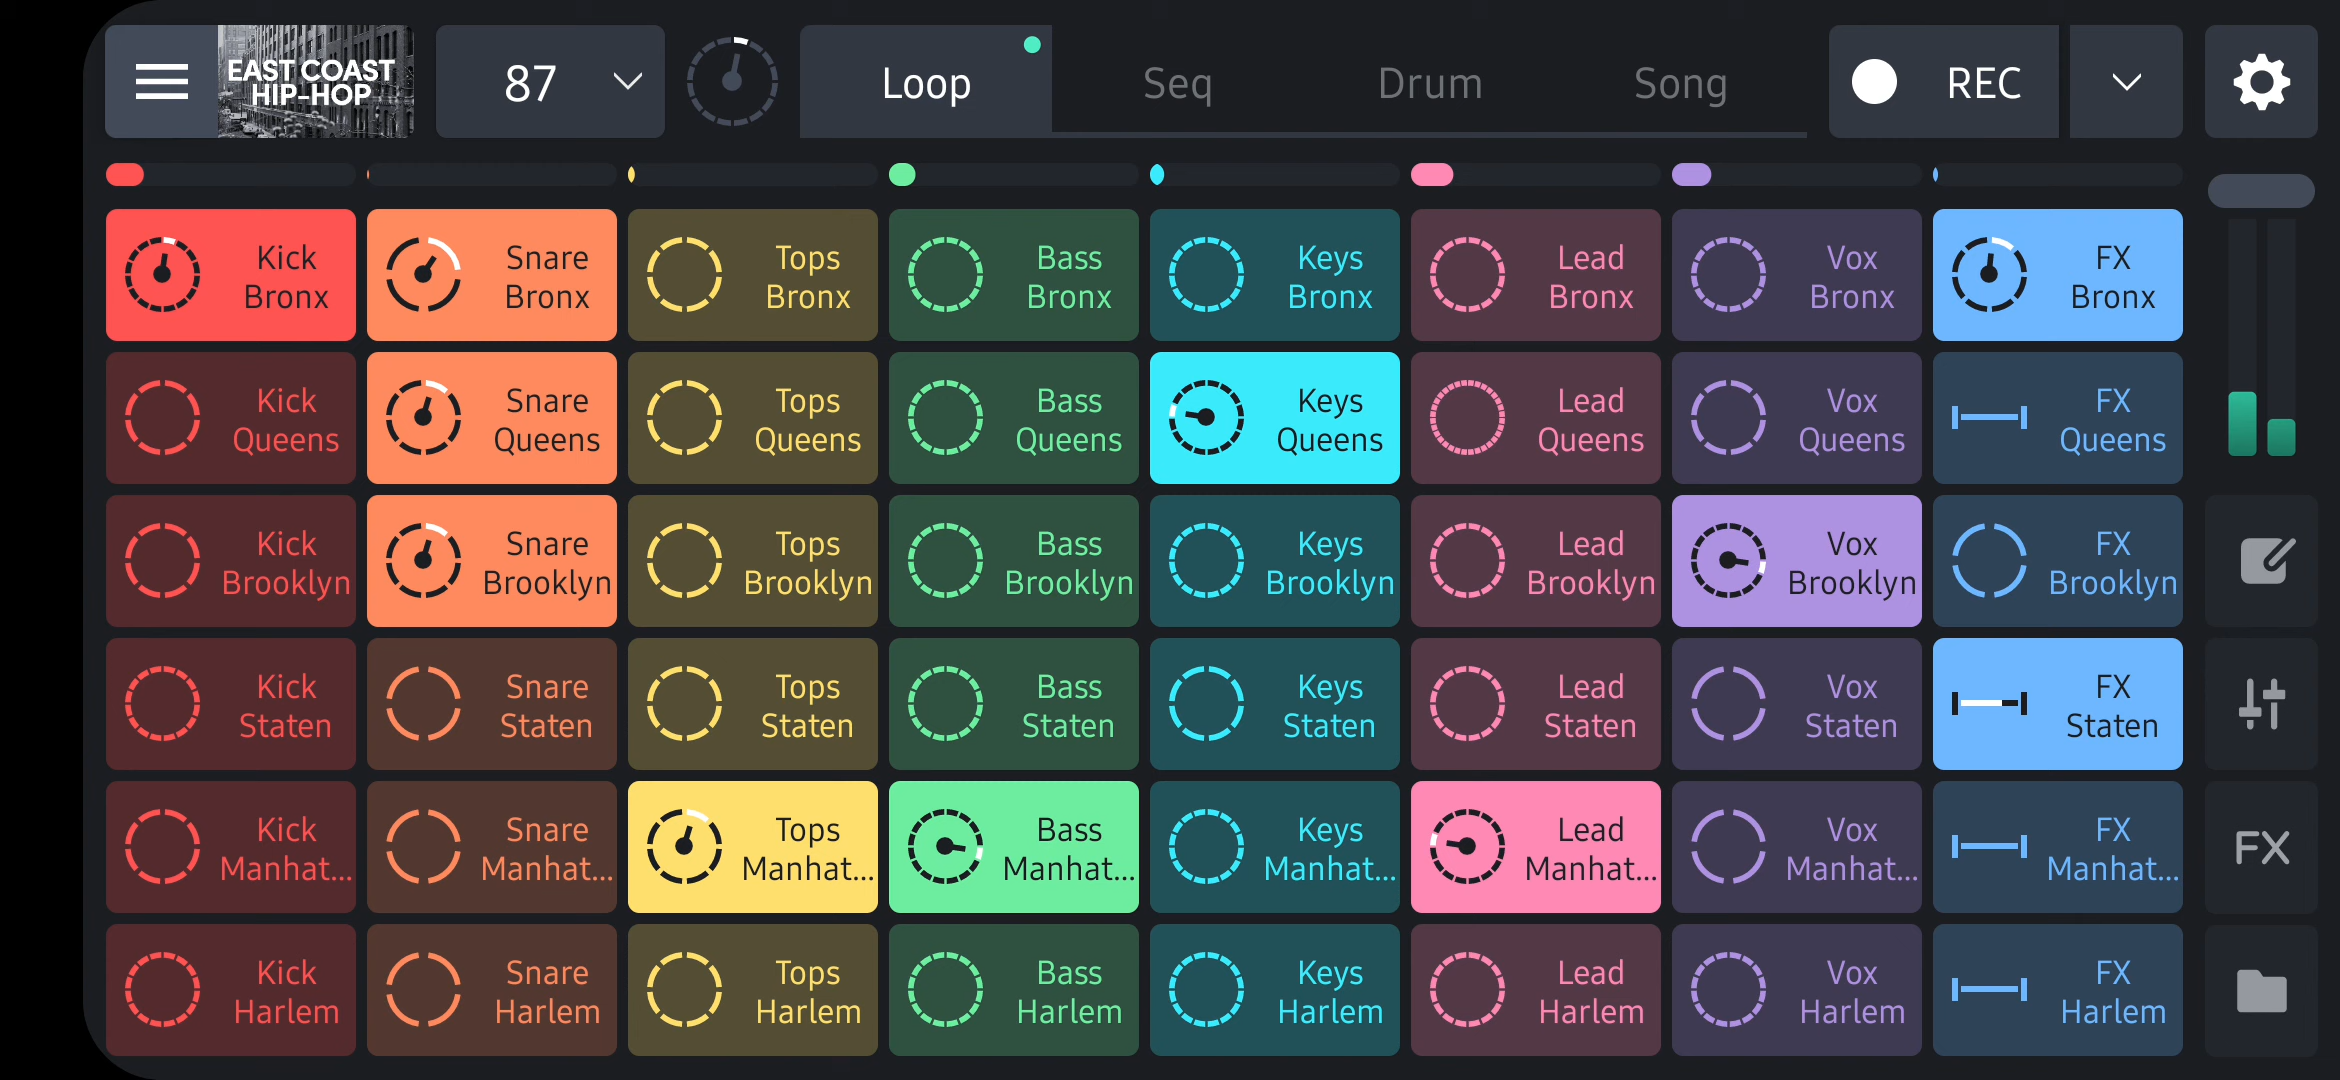 EAST COAST
HIP-HOP
87
Loop
Seq
Drum
Song
REC
Kick
Bronx
Snare
Bronx
Tops
Bronx
Bass
Bronx
Keys
Bronx
Lead
Bronx
Vox
Bronx
FX
Bronx
Kick
Queens
Snare
Queens
Tops
Queens
Bass
Queens
Keys
Queens
Lead
Queens
Vox
Queens
FX
Queens
Kick
Brooklyn
Snare
Brooklyn
Tops
Brooklyn
Bass
Brooklyn
Keys
Brooklyn
Lead
Brooklyn
Vox
Brooklyn
FX
Brooklyn
Kick
Staten
Snare
Staten
Tops
Staten
Bass
Staten
Keys
Staten
Lead
Staten
Vox
Staten
FX
Staten
Kick
Manhat...
Snare
Manhat...
Tops
Manhat...
Bass
Manhat...
Keys
Manhat...
Lead
Manhat...
Vox
Manhat...
FX
Manhat...
FX
Kick
Harlem
Snare
Harlem
Tops
Harlem
Bass
Harlem
Keys
Harlem
Lead
Harlem
Vox
Harlem
FX
Harlem